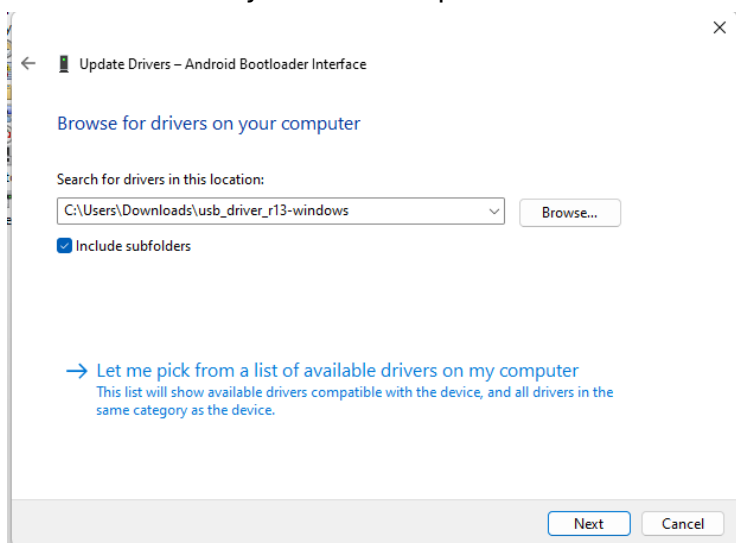 Update Drivers – Android Bootloader Interface
Browse for drivers on your computer
Search for drivers in this location:
C:\Users\Downloads\usb_driver_r13-windows
Browse...
Include subfolders
Let me pick from a list of available drivers on my computer
This list will show available drivers compatible with the device, and all drivers in the
same category as the device.
Next
Cancel